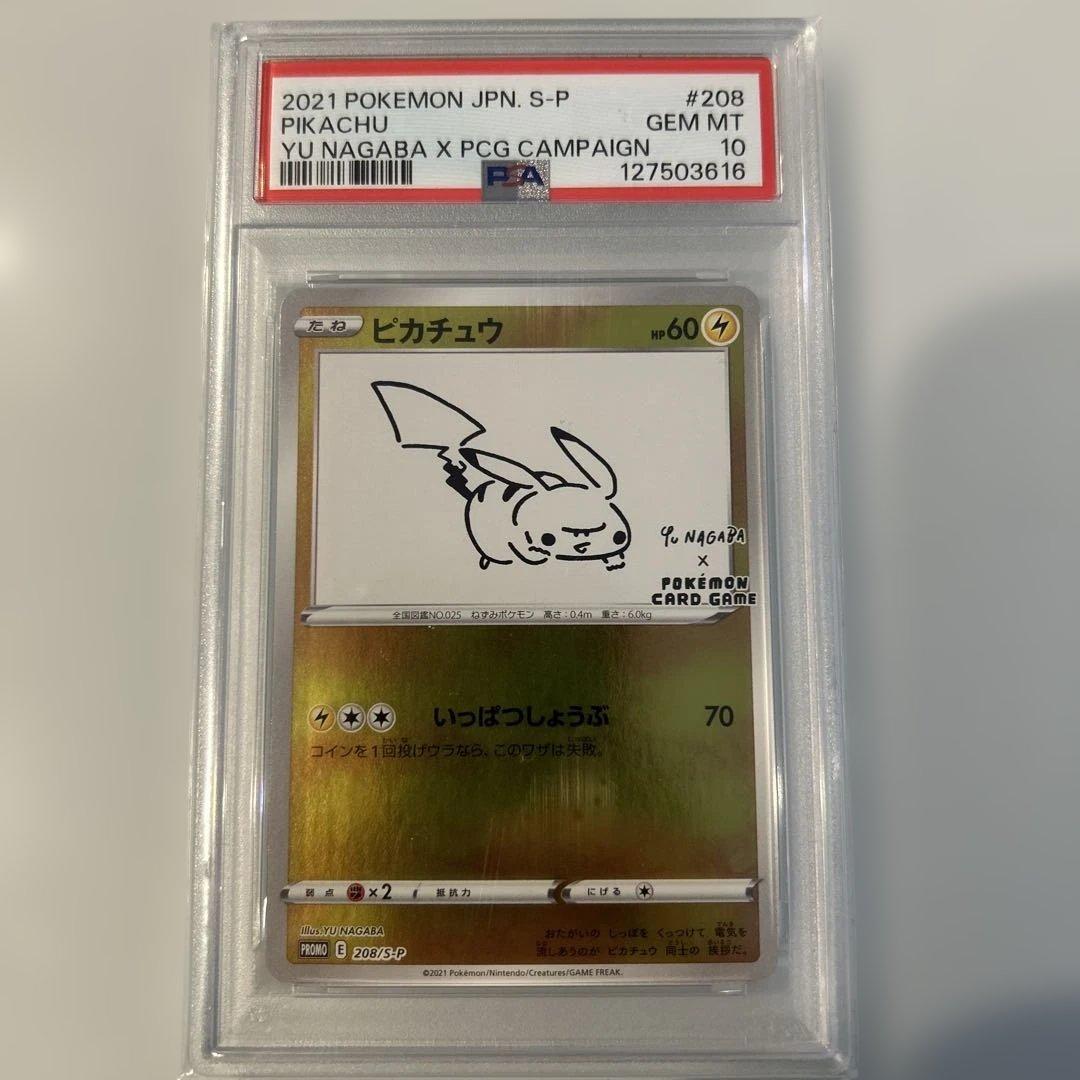 2021 POKEMON JPN. S-P #208
PIKACHU GEM MT
YU NAGABA X PCG CAMPAIGN 10
PSA 127503616
たね ピカチュウ HP60
YU NAGABA
X
POKÉMON
CARD GAME
全国図鑑NO.025 ねずみポケモン 高さ:0.4m 重さ:6.0kg
いっぱつしょうぶ 70
コインを1回投げウラなら、このワザは失敗。
弱点 ×2 抵抗力 にげる
Illus.YU NAGABA
おたがいの しっぽを くっつけて 電気を
流しあうのが ピカチュウ 同士の 挨拶だ。
PROMO E 208/S-P
©2021 Pokémon/Nintendo/Creatures/GAME FREAK.